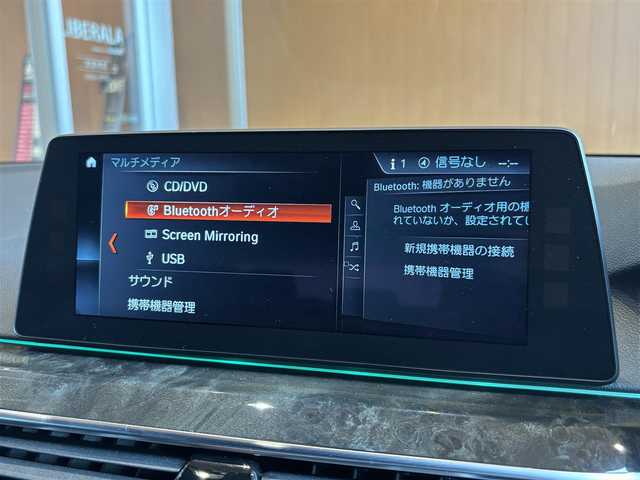 LIBERALA
マルチメディア
i 1 信号なし --:--
CD/DVD
Bluetoothオーディオ
Screen Mirroring
USB
サウンド
携帯機器管理
Bluetooth: 機器がありません
Bluetooth オーディオ用の機
れていないか、設定されてい
新規携帯機器の接続
携帯機器管理